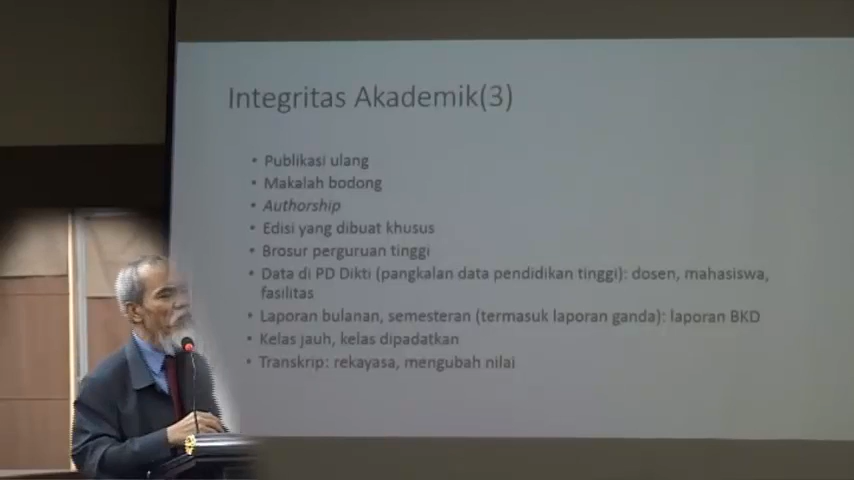 Integritas Akademik(3)
• Publikasi ulang
• Makalah bodong
• Authorship
• Edisi yang dibuat khusus
• Brosur perguruan tinggi
• Data di PD Dikti (pangkalan data pendidikan tinggi): dosen, mahasiswa,
fasilitas
• Laporan bulanan, semesteran (termasuk laporan ganda): laporan BKD
• Kelas jauh, kelas dipadatkan
• Transkrip: rekayasa, mengubah nilai